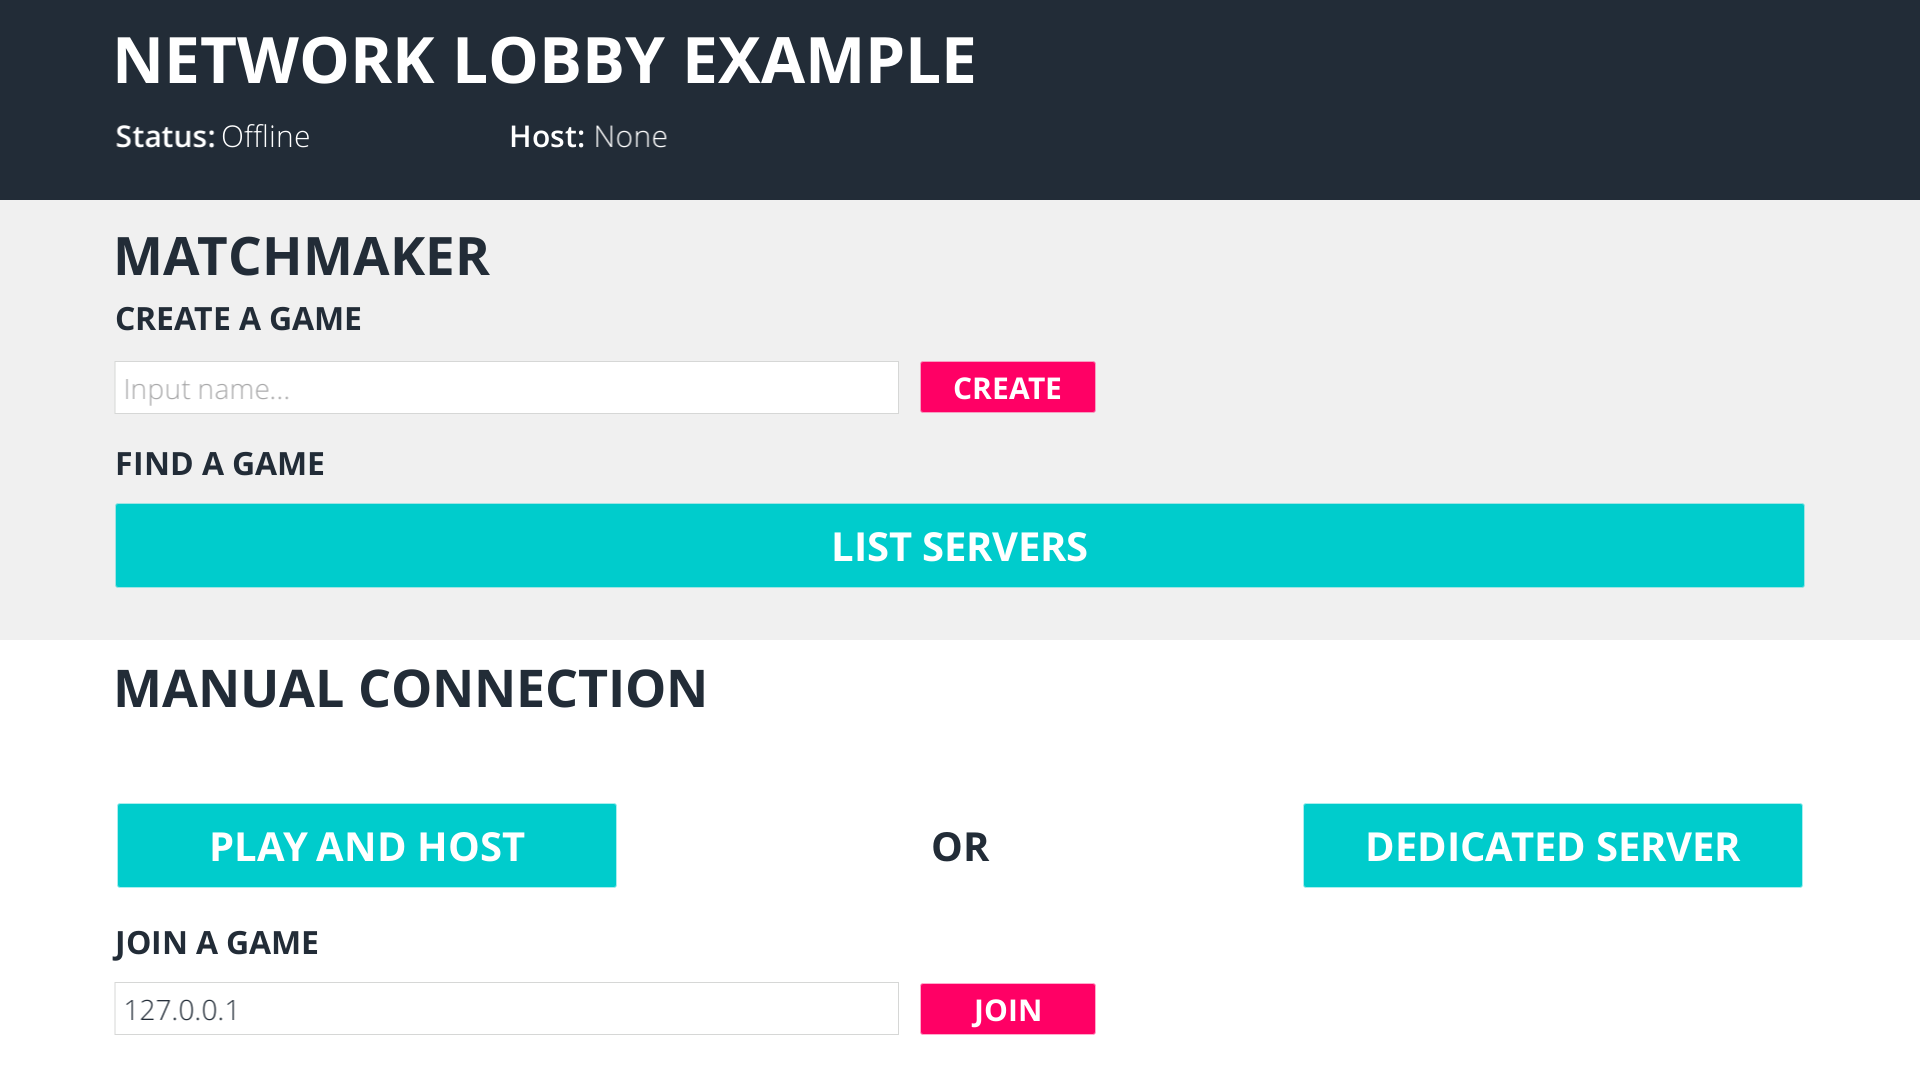 NETWORK LOBBY EXAMPLE
Status: Offline Host: None
MATCHMAKER
CREATE A GAME
Input name... CREATE
FIND A GAME
LIST SERVERS
MANUAL CONNECTION
PLAY AND HOST OR DEDICATED SERVER
JOIN A GAME
127.0.0.1 JOIN